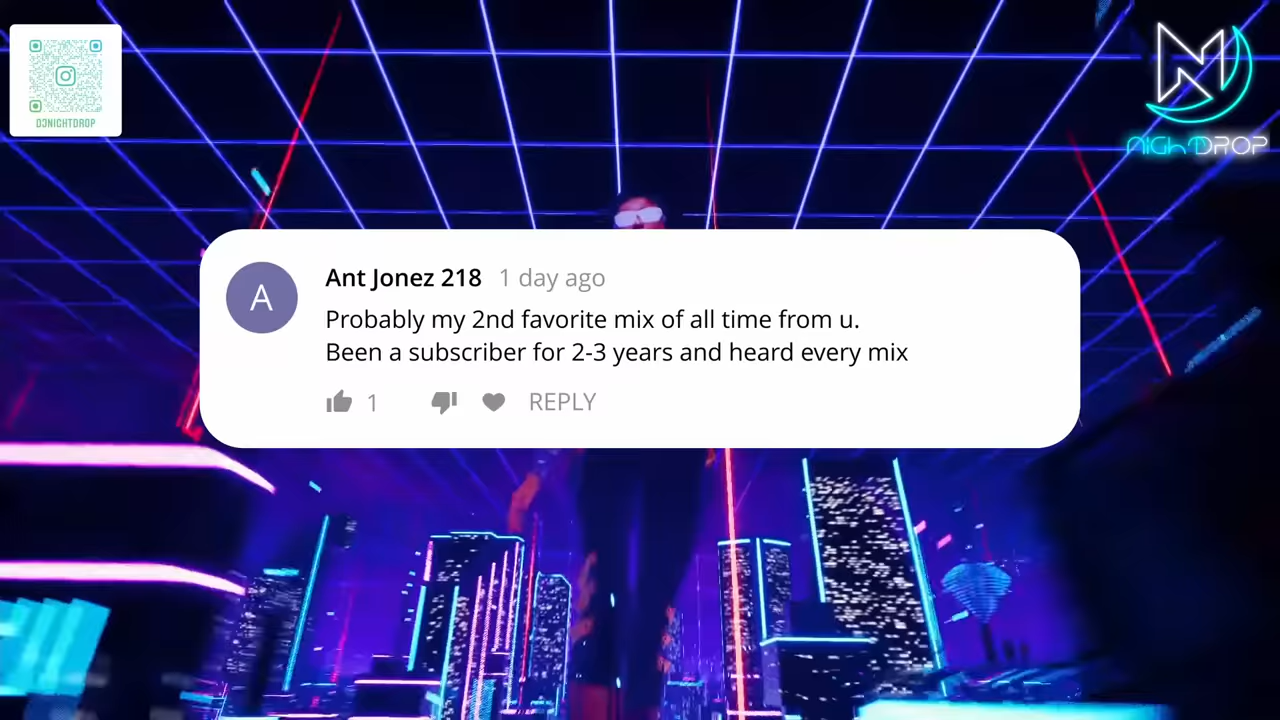 DJNIGHTDROP
NIGHTDROP
A
Ant Jonez 218 1 day ago
Probably my 2nd favorite mix of all time from u.
Been a subscriber for 2-3 years and heard every mix
1 REPLY